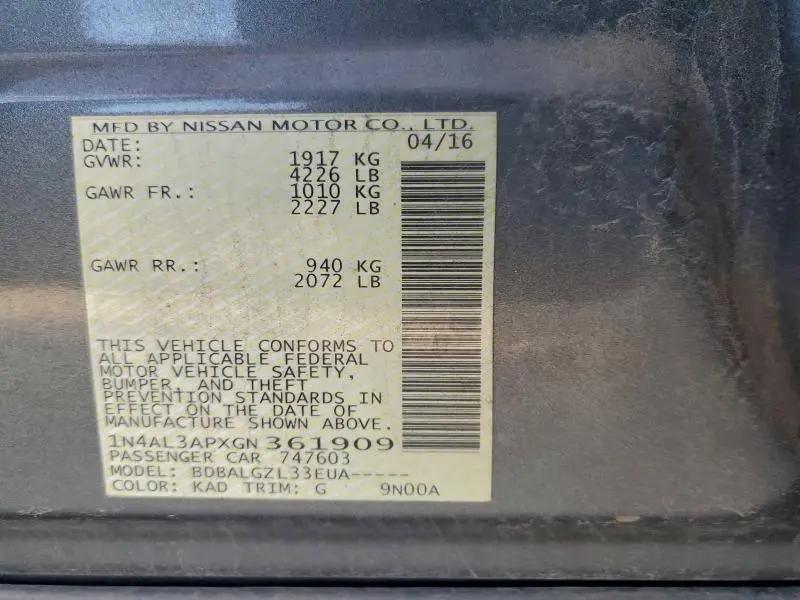 MFD BY NISSAN MOTOR CO., LTD.
DATE: 04/16
GVWR: 1917 KG
4226 LB
GAWR FR.: 1010 KG
2227 LB
GAWR RR.: 940 KG
2072 LB
THIS VEHICLE CONFORMS TO
ALL APPLICABLE FEDERAL
MOTOR VEHICLE SAFETY,
BUMPER, AND THEFT
PREVENTION STANDARDS IN
EFFECT ON THE DATE OF
MANUFACTURE SHOWN ABOVE.
1N4AL3APXGN361909
PASSENGER CAR 747603
MODEL: BDBALGZL33EUA-----
COLOR: KAD TRIM: G 9N00A